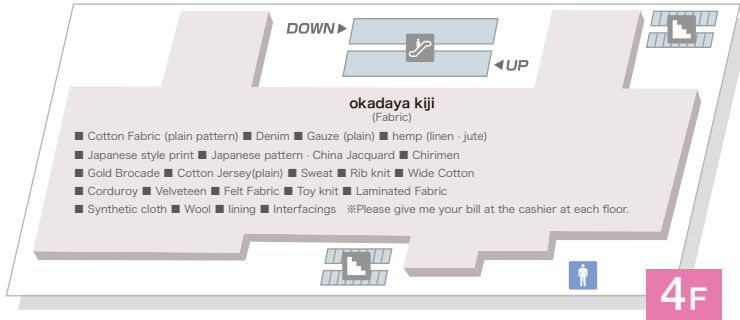 DOWN▶
◀UP
okadaya kiji
(Fabric)
■ Cotton Fabric (plain pattern) ■ Denim ■ Gauze (plain) ■ hemp (linen · jute)
■ Japanese style print ■ Japanese pattern · China Jacquard ■ Chirimen
■ Gold Brocade ■ Cotton Jersey(plain) ■ Sweat ■ Rib knit ■ Wide Cotton
■ Corduroy ■ Velveteen ■ Felt Fabric ■ Toy knit ■ Laminated Fabric
■ Synthetic cloth ■ Wool ■ lining ■ Interfacings ※Please give me your bill at the cashier at each floor.
4F